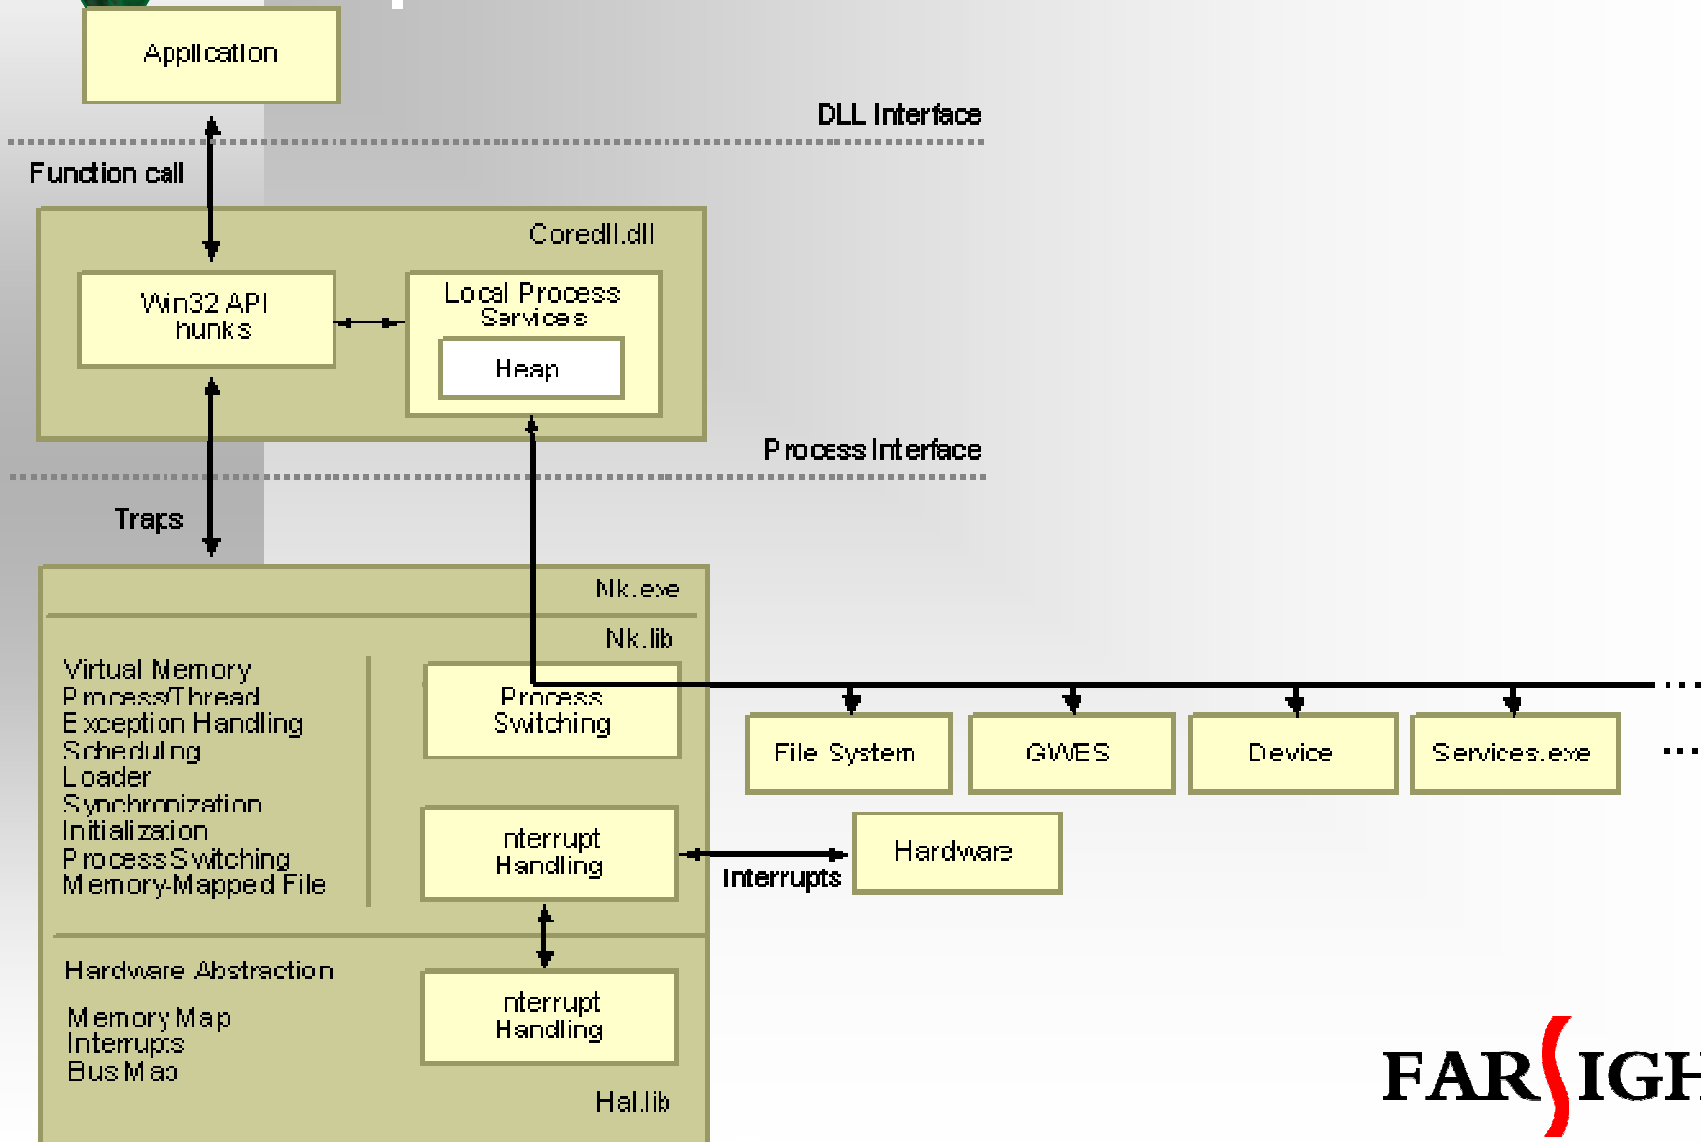 Application
DLL Interface
Function call
Coredll.dll
Win32 API
hunks
Local Process
Services
Heap
Process Interface
Traps
Nk.exe
Nk.lib
Virtual Memory
Process/Thread
Exception Handling
Scheduling
Loader
Synchronization
Initialization
Process Switching
Memory-Mapped File
Process
Switching
File System
GWES
Device
Services.exe
nterrupt
Handling
Interrupts
Hardware
Hardware Abstraction
Memory Map
Interrupts
Bus Map
nterrupt
Handling
Hal.lib
FARSIGH